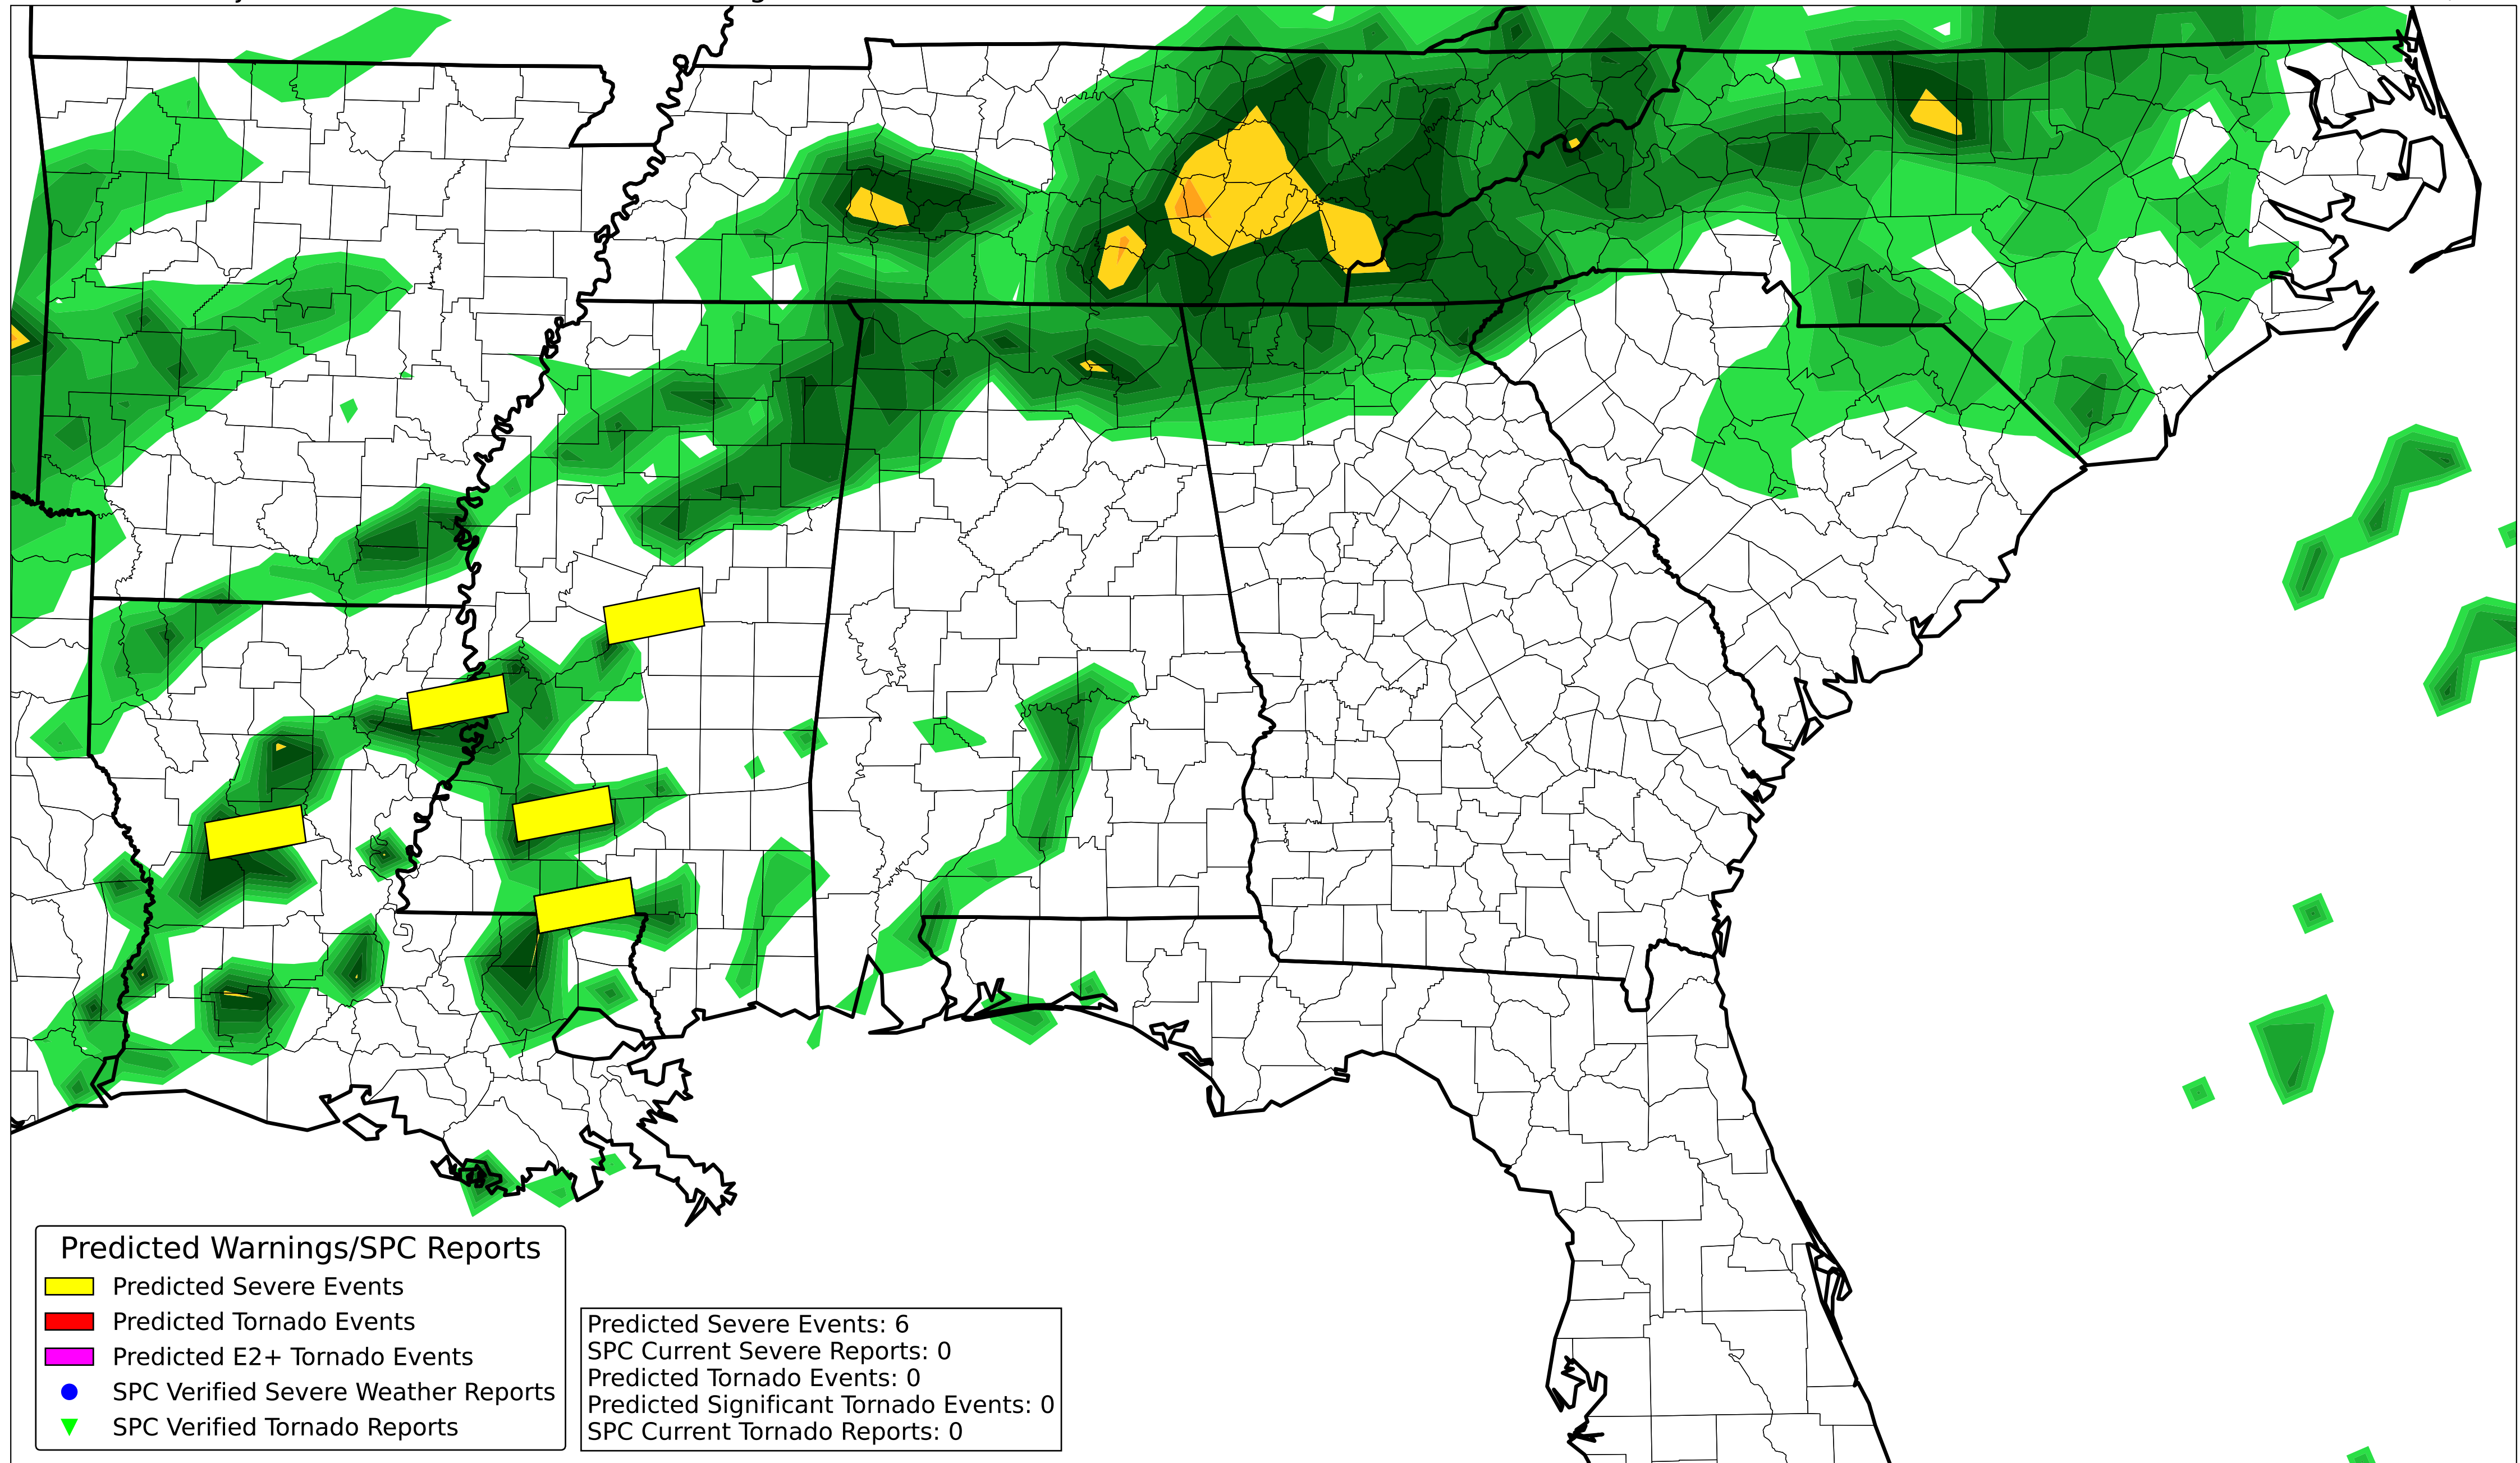 Predicted Warnings/SPC Reports
Predicted Severe Events
Predicted Tornado Events
Predicted E2+ Tornado Events
SPC Verified Severe Weather Reports
SPC Verified Tornado Reports
Predicted Severe Events: 6
SPC Current Severe Reports: 0
Predicted Tornado Events: 0
Predicted Significant Tornado Events: 0
SPC Current Tornado Reports: 0